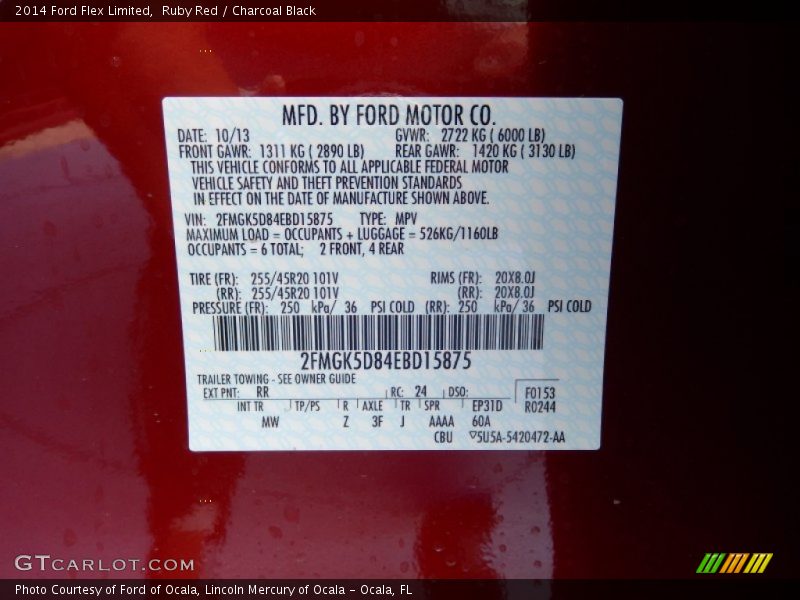 2014 Ford Flex Limited,  Ruby Red / Charcoal Black
MFD. BY FORD MOTOR CO.
DATE: 10/13 GVWR: 2722 KG ( 6000 LB)
FRONT GAWR: 1311 KG ( 2890 LB) REAR GAWR: 1420 KG ( 3130 LB)
THIS VEHICLE CONFORMS TO ALL APPLICABLE FEDERAL MOTOR
VEHICLE SAFETY AND THEFT PREVENTION STANDARDS
IN EFFECT ON THE DATE OF MANUFACTURE SHOWN ABOVE.
VIN: 2FMGK5D84EBD15875 TYPE: MPV
MAXIMUM LOAD = OCCUPANTS + LUGGAGE = 526KG/1160LB
OCCUPANTS = 6 TOTAL; 2 FRONT, 4 REAR
TIRE (FR): 255/45R20 101V RIMS (FR): 20X8.0J
(RR): 255/45R20 101V (RR): 20X8.0J
PRESSURE (FR): 250 kPa/ 36 PSI COLD (RR): 250 kPa/ 36 PSI COLD
2FMGK5D84EBD15875
TRAILER TOWING - SEE OWNER GUIDE
EXT PNT: RR RC: 24 DSO: F0153
INT TR TP/PS R AXLE TR SPR EP31D R0244
MW Z 3F J AAAA 60A
CBU ▽5U5A-5420472-AA
GTCARLOT.COM
Photo Courtesy of Ford of Ocala, Lincoln Mercury of Ocala - Ocala, FL